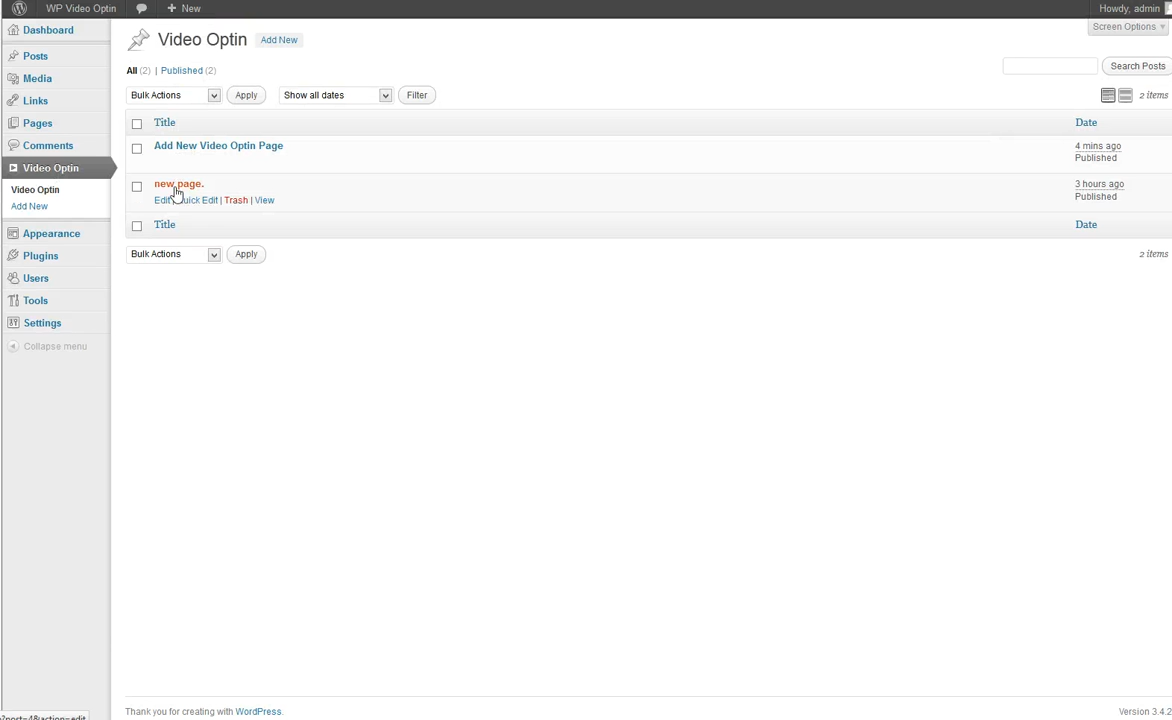 WP Video Optin New Howdy, admin
Dashboard
Posts
Media
Links
Pages
Comments
Video Optin
Video Optin
Add New
Appearance
Plugins
Users
Tools
Settings
Collapse menu
Screen Options
Video Optin Add New
All (2) | Published (2)
Search Posts
Bulk Actions Apply Show all dates Filter 2 items
Title Date
Add New Video Optin Page 4 mins ago
Published
new page. 3 hours ago
Edit | Quick Edit | Trash | View Published
Title Date
Bulk Actions Apply 2 items
Thank you for creating with WordPress. Version 3.4.2
?post=48action=edit